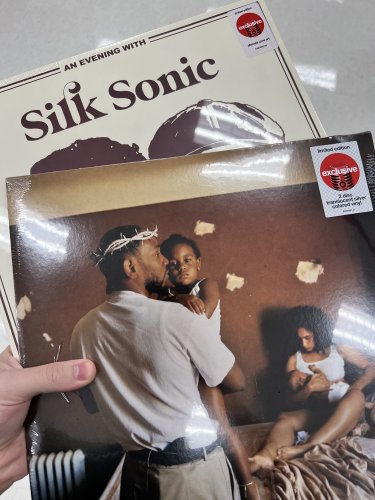 AN EVENING WITH
Silk Sonic
exclusive
limited edition
exclusive
2 disc
translucent silver
colored vinyl